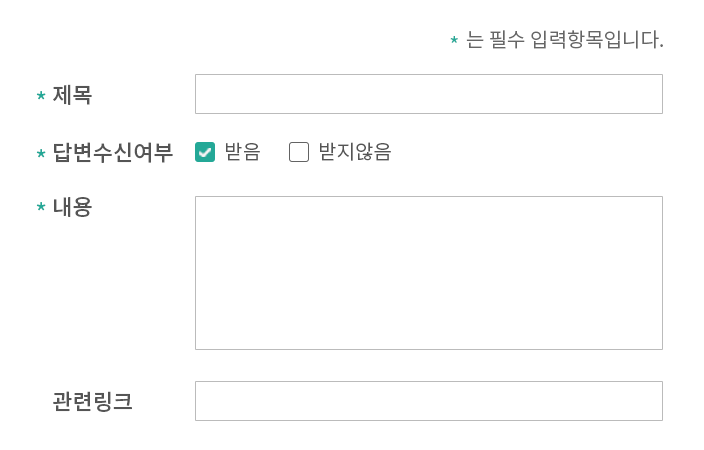 * 는 필수 입력항목입니다.
* 제목
* 답변수신여부 받음 받지않음
* 내용
관련링크